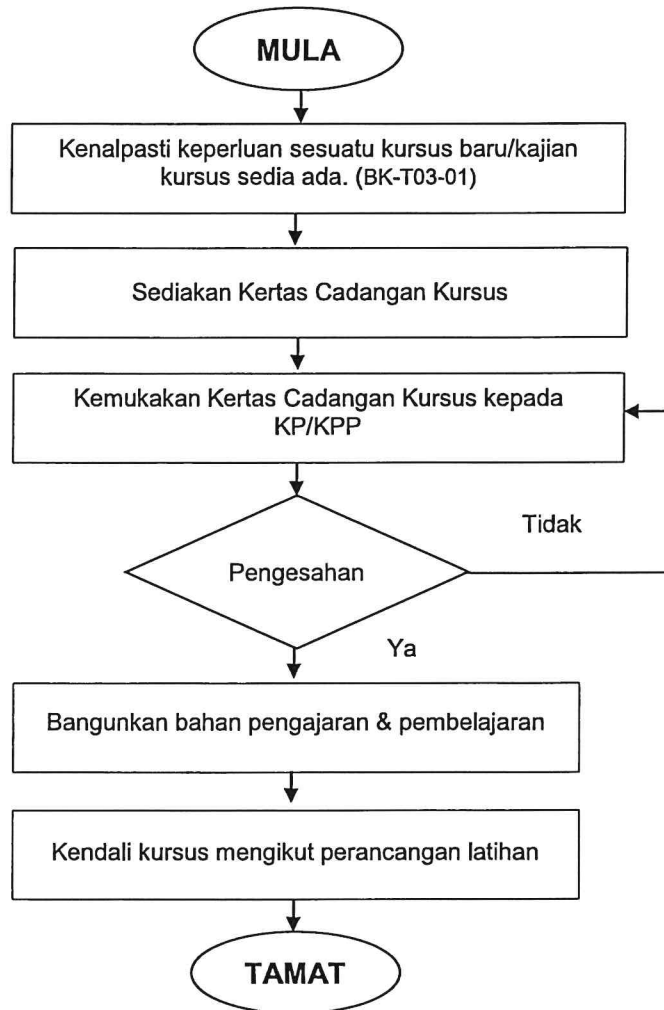 MULA
Kenalpasti keperluan sesuatu kursus baru/kajian
kursus sedia ada. (BK-T03-01)
Sediakan Kertas Cadangan Kursus
Kemukakan Kertas Cadangan Kursus kepada
KP/KPP
Tidak
Pengesahan
Ya
Bangunkan bahan pengajaran & pembelajaran
Kendali kursus mengikut perancangan latihan
TAMAT